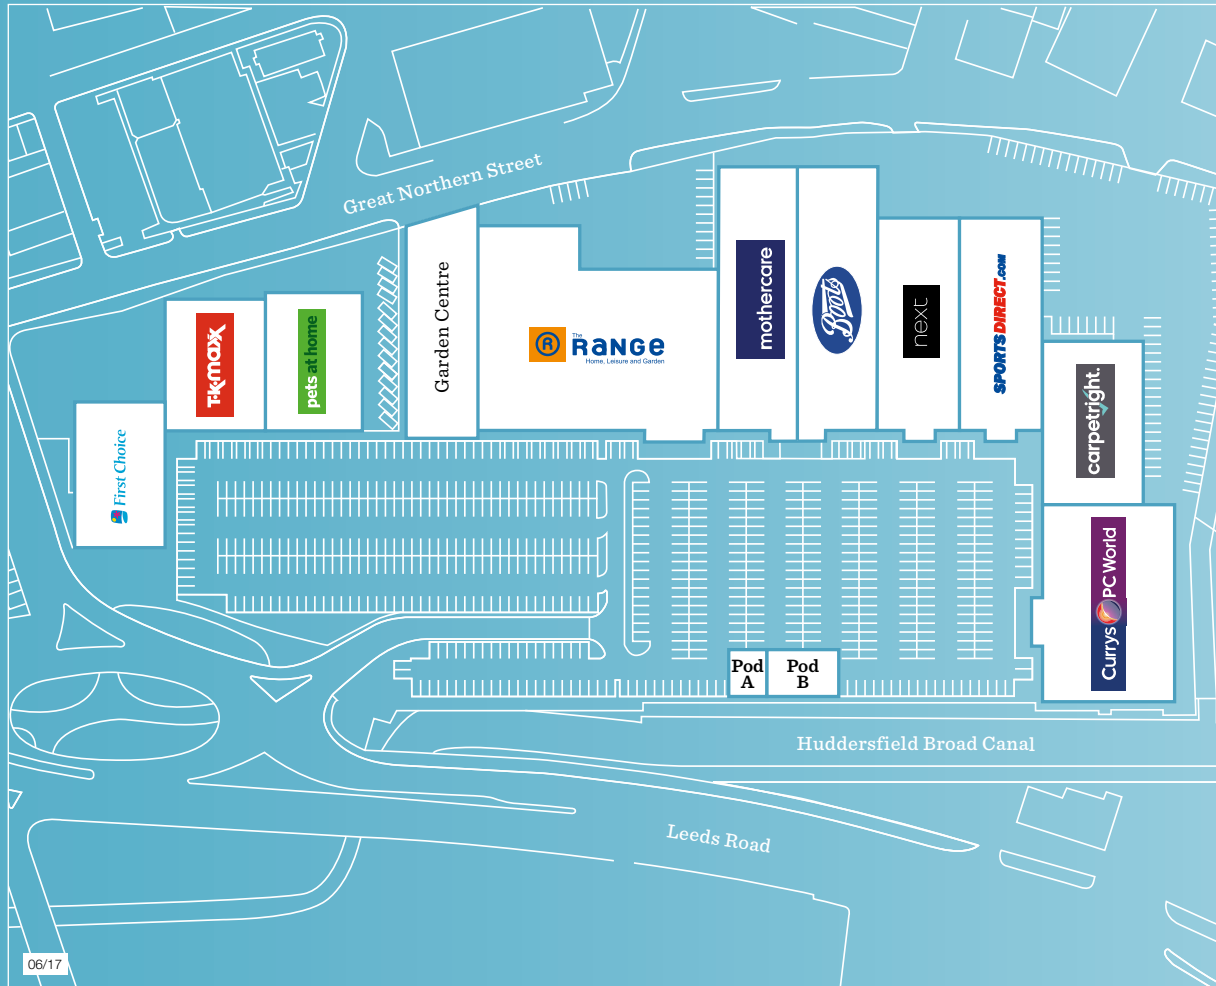 Great Northern Street
Garden Centre
T·K·maxx
pets at home
First Choice
R
The
RANGE
Home, Leisure and Garden
mothercare
Boots
next
SPORTSDIRECT.COM
carpetright.
Currys PC World
Pod
A
Pod
B
Huddersfield Broad Canal
Leeds Road
06/17